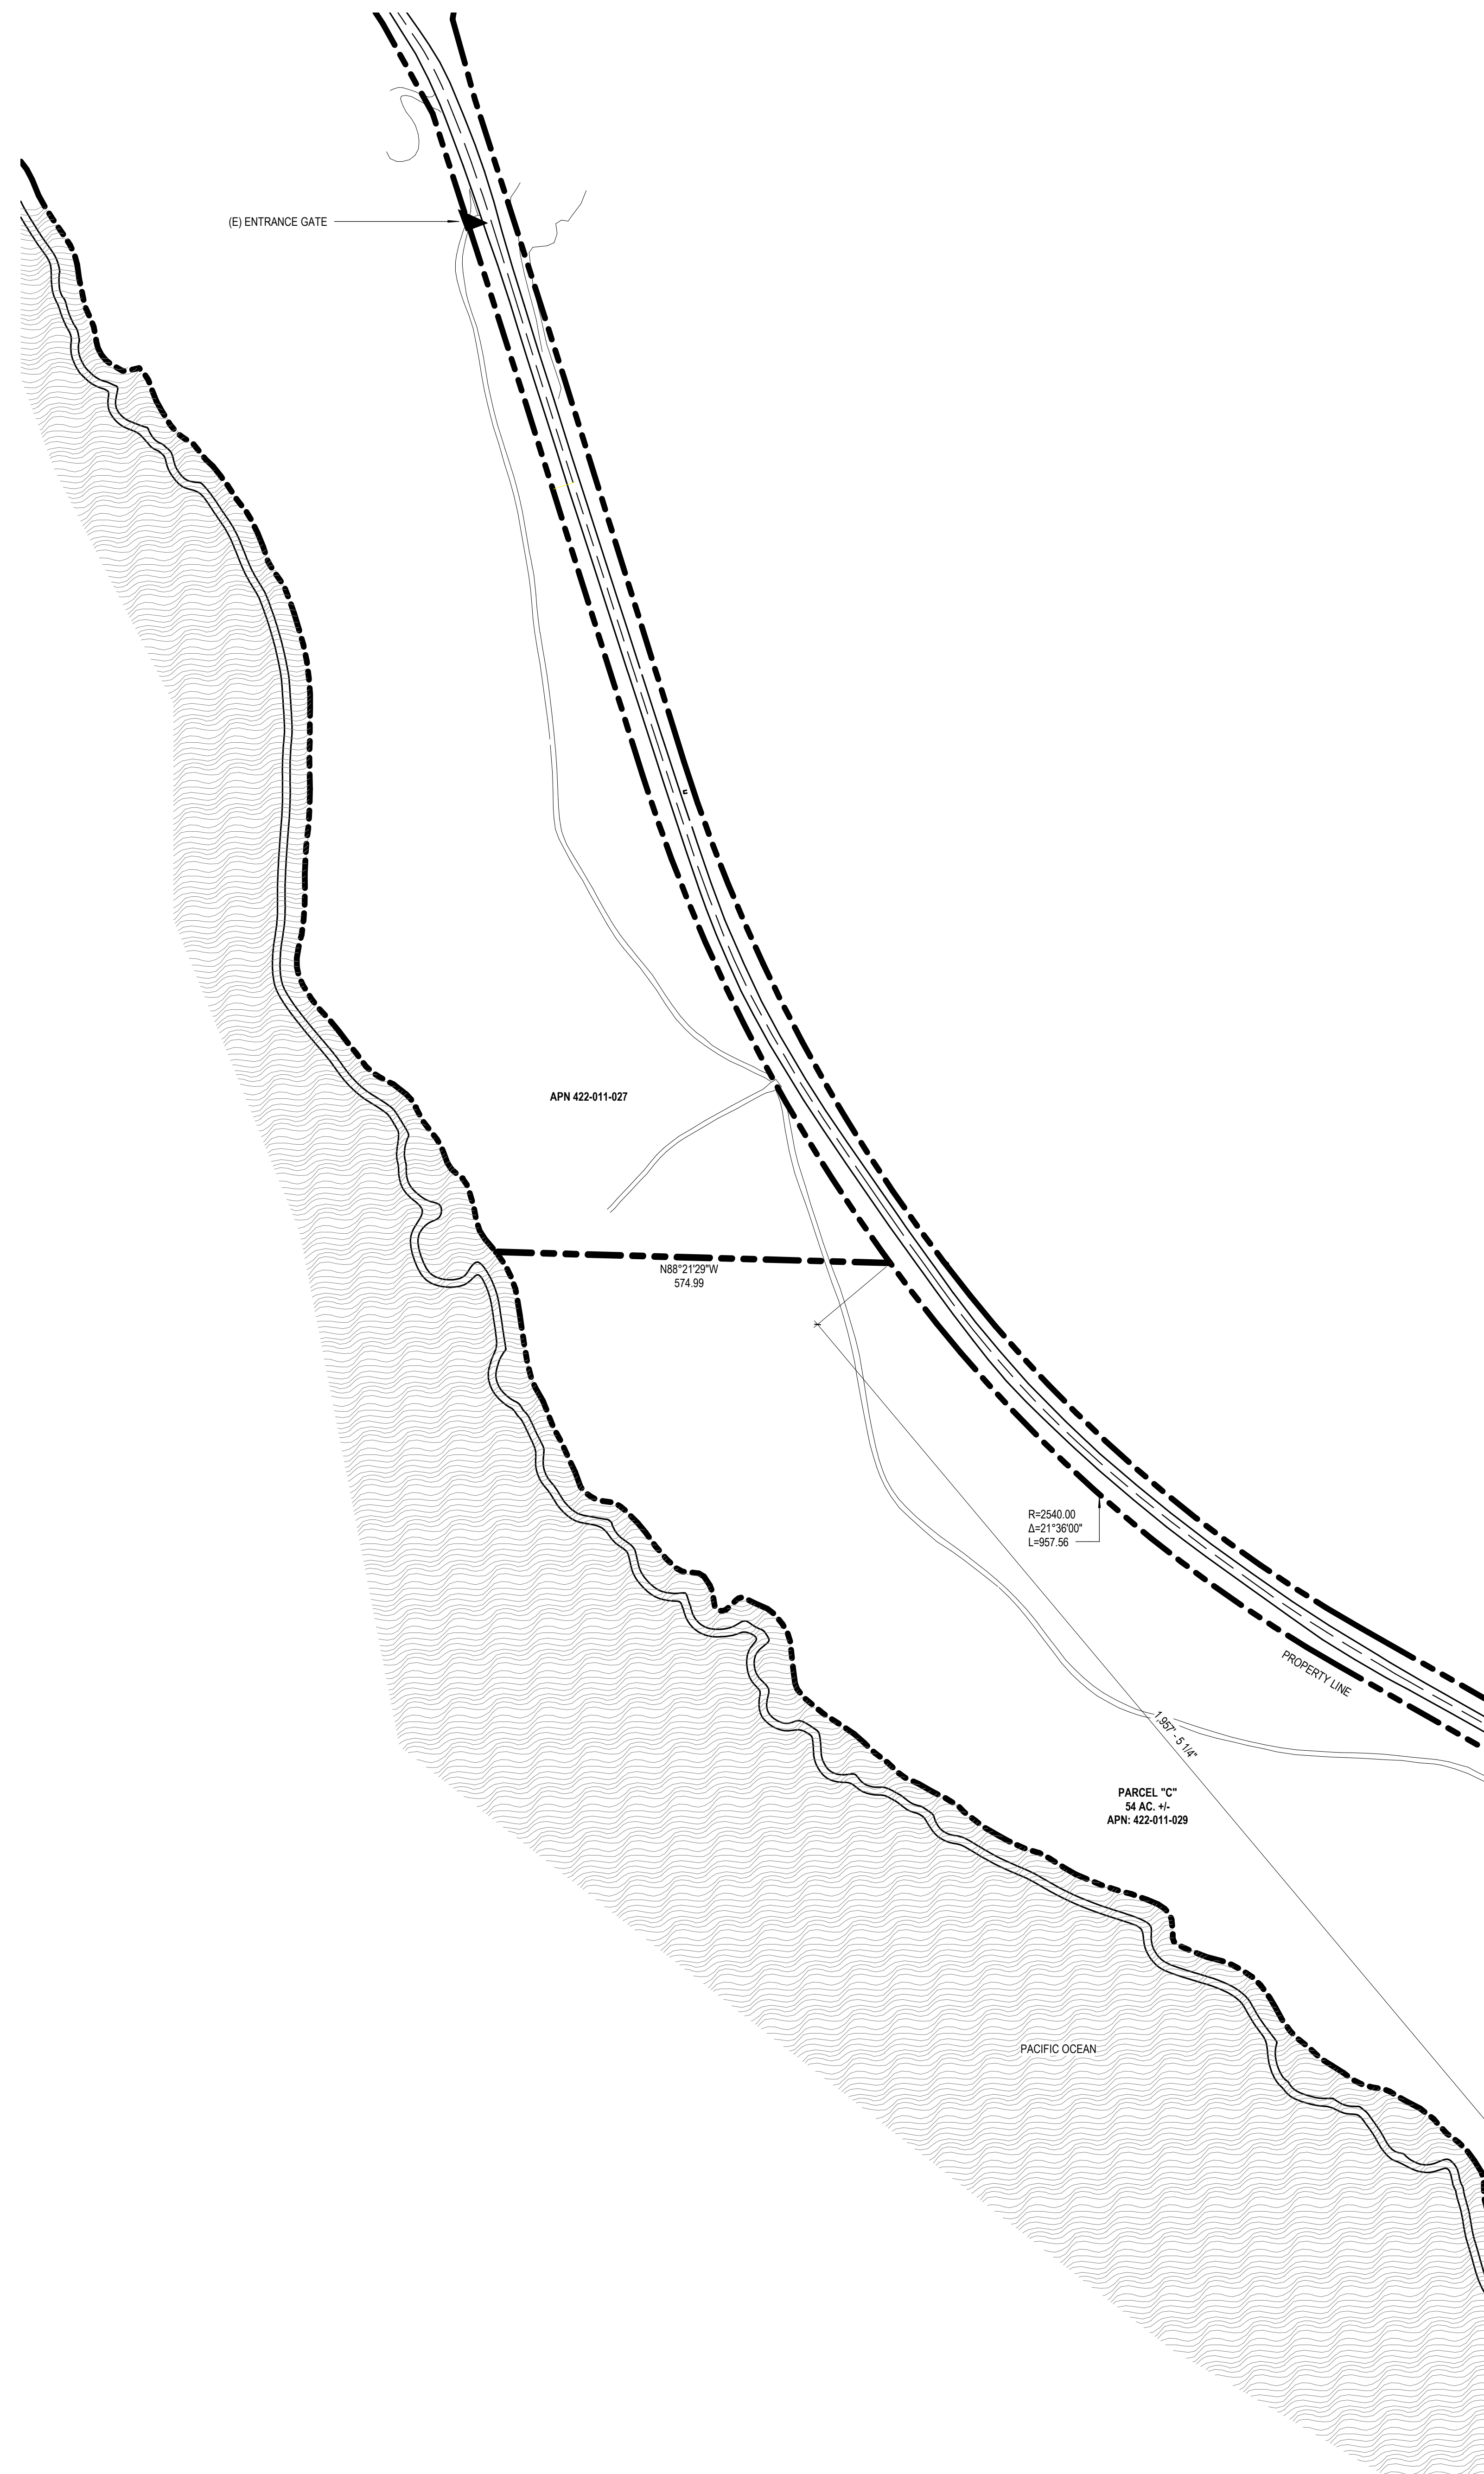 (E) ENTRANCE GATE
APN 422-011-027
N88°21'29"W
574.99
R=2540.00
Δ=21°36'00"
L=957.56
PROPERTY LINE
1,957' - 5 1/4"
PARCEL "C"
54 AC. +/-
APN: 422-011-029
PACIFIC OCEAN